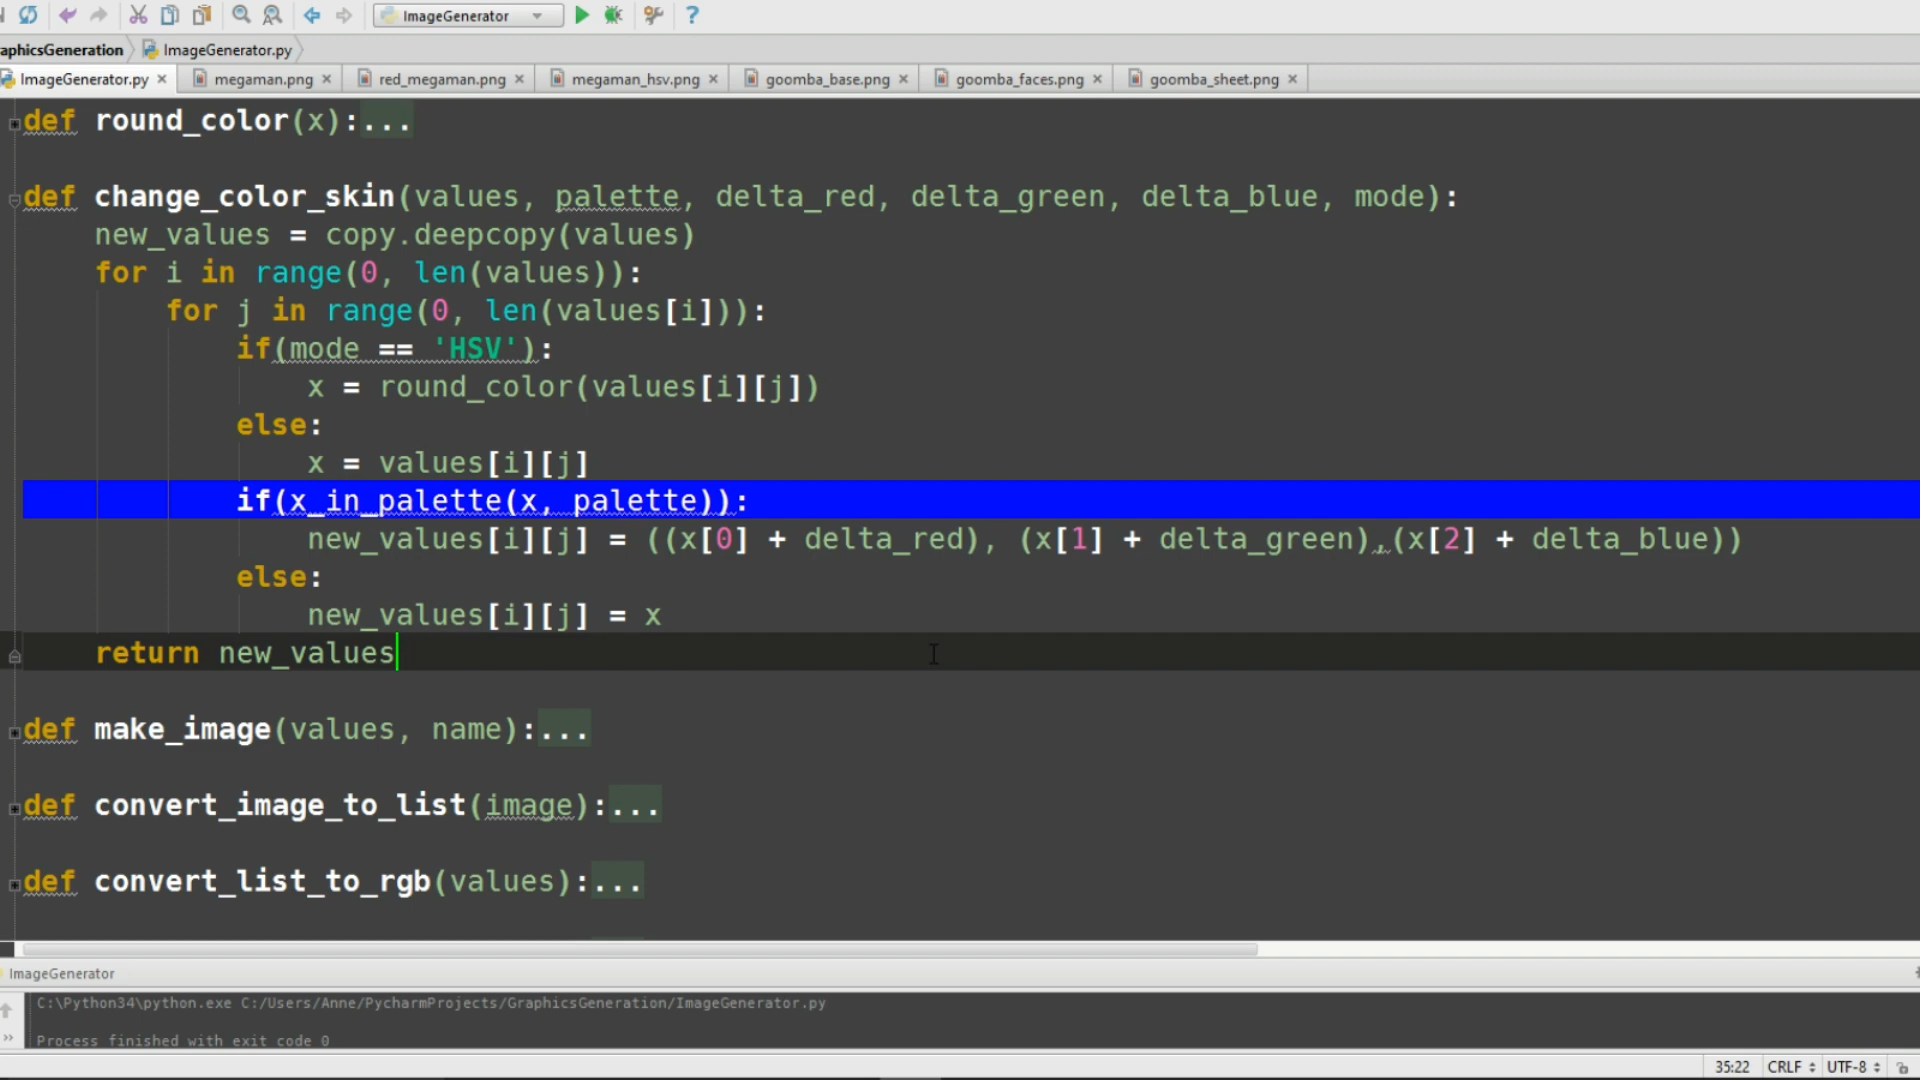 ImageGenerator
aphicsGeneration ImageGenerator.py
ImageGenerator.py megaman.png red_megaman.png megaman_hsv.png goomba_base.png goomba_faces.png goomba_sheet.png
def round_color(x):...
def change_color_skin(values, palette, delta_red, delta_green, delta_blue, mode):
new_values = copy.deepcopy(values)
for i in range(0, len(values)):
for j in range(0, len(values[i])):
if(mode == 'HSV'):
x = round_color(values[i][j])
else:
x = values[i][j]
if(x_in_palette(x, palette)):
new_values[i][j] = ((x[0] + delta_red), (x[1] + delta_green),(x[2] + delta_blue))
else:
new_values[i][j] = x
return new_values
def make_image(values, name):...
def convert_image_to_list(image):...
def convert_list_to_rgb(values):...
ImageGenerator
C:\Python34\python.exe C:/Users/Anne/PycharmProjects/GraphicsGeneration/ImageGenerator.py
Process finished with exit code 0
35:22 CRLF UTF-8